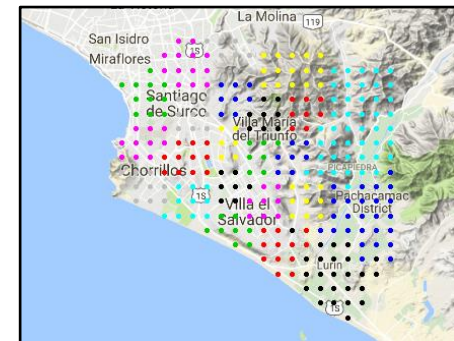 La Molina
119
San Isidro
1S
Miraflores
Santiago
de Surco
Villa María
del Triunfo
PICAPIEDRA
Chorrillos
1S
Pachacamac
District
Villa el
Salvador
Lurin
1S